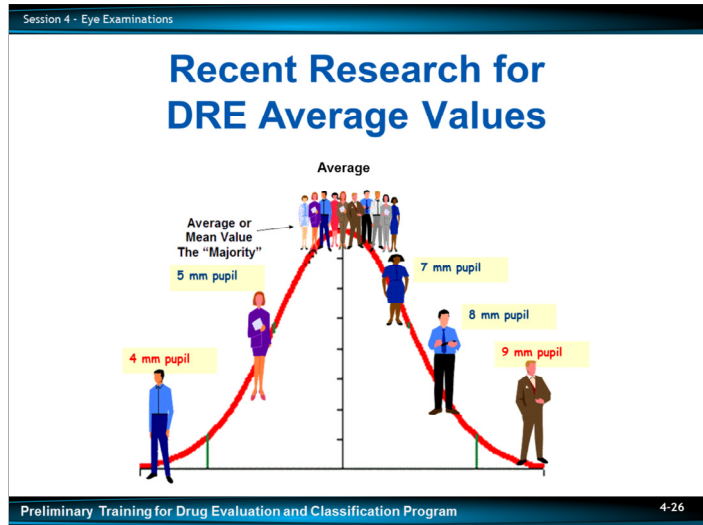 Session 4 - Eye Examinations
Recent Research for
DRE Average Values
Average
Average or
Mean Value
The “Majority”
5 mm pupil
7 mm pupil
8 mm pupil
4 mm pupil
9 mm pupil
Preliminary Training for Drug Evaluation and Classification Program
4-26